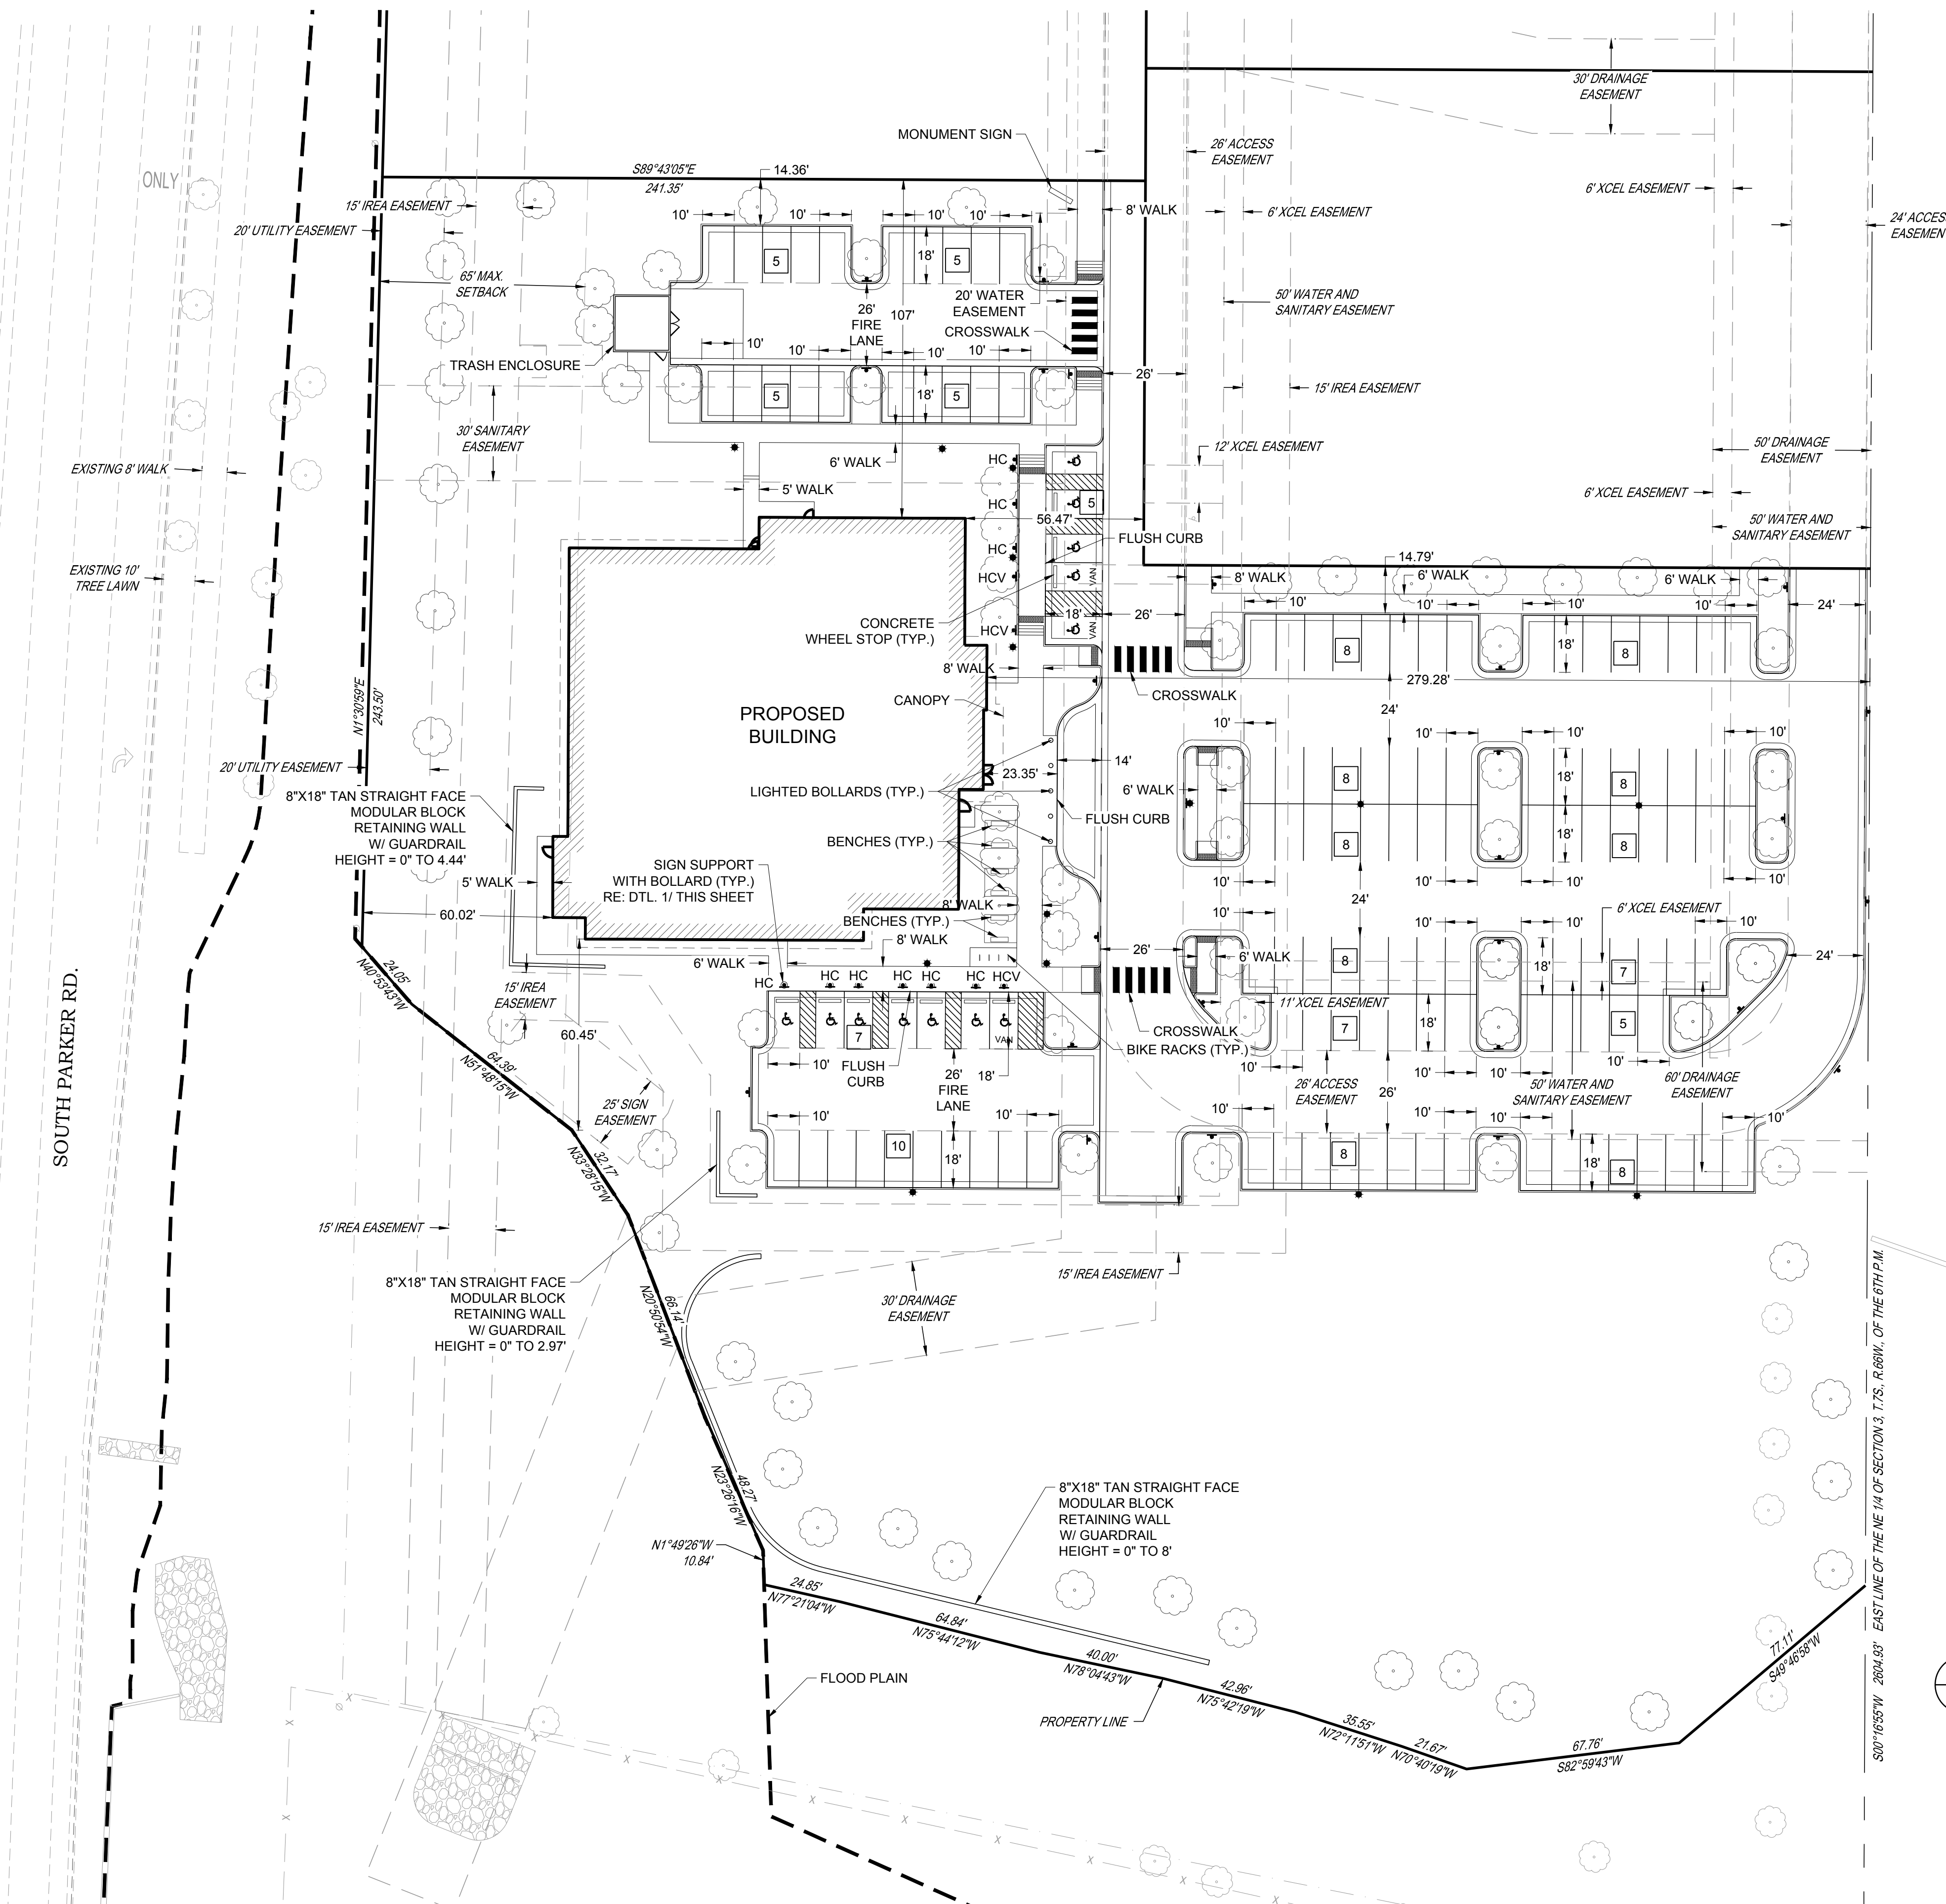 30' DRAINAGE
EASEMENT
MONUMENT SIGN
26' ACCESS
EASEMENT
ONLY
S89°43'05"E
14.36'
241.35'
6' XCEL EASEMENT
15' IREA EASEMENT
10'
10'
10'
10'
8' WALK
6' XCEL EASEMENT
24' ACCESS
20' UTILITY EASEMENT
5
5
18'
65' MAX.
SETBACK
20' WATER
EASEMENT
50' WATER AND
SANITARY EASEMENT
26'
FIRE
LANE
107'
CROSSWALK
10'
10'
10'
10'
TRASH ENCLOSURE
26'
15' IREA EASEMENT
5
5
18'
30' SANITARY
EASEMENT
12' XCEL EASEMENT
50' DRAINAGE
EASEMENT
EXISTING 8' WALK
6' WALK
HC
5' WALK
HC
5
6' XCEL EASEMENT
56.47'
50' WATER AND
SANITARY EASEMENT
FLUSH CURB
HC
EXISTING 10'
TREE LAWN
14.79'
HCV
VAN
8' WALK
6' WALK
6' WALK
10'
10'
10'
10'
24'
18'
26'
CONCRETE
WHEEL STOP (TYP.)
HCV
VAN
8
8
18'
8' WALK
279.28'
CROSSWALK
N1°30'59"E
243.50'
CANOPY
PROPOSED
BUILDING
24'
10'
10'
10'
10'
20' UTILITY EASEMENT
23.35'
14'
8
8
18'
6' WALK
LIGHTED BOLLARDS (TYP.)
8"X18" TAN STRAIGHT FACE
MODULAR BLOCK
RETAINING WALL
W/ GUARDRAIL
HEIGHT = 0" TO 4.44'
FLUSH CURB
BENCHES (TYP.)
8
8
18'
SIGN SUPPORT
WITH BOLLARD (TYP.)
RE: DTL. 1/ THIS SHEET
5' WALK
10'
10'
10'
10'
24'
8' WALK
60.02'
BENCHES (TYP.)
6' XCEL EASEMENT
10'
10'
10'
10'
8' WALK
26'
6' WALK
24'
6' WALK
8
18'
7
24.05'
N40°53'43"W
HC
HC
HC
HC
HC
HC
HCV
15' IREA
EASEMENT
11' XCEL EASEMENT
SOUTH PARKER RD.
60.45'
7
VAN
CROSSWALK
BIKE RACKS (TYP.)
7
18'
5
64.39'
N51°48'15"W
10'
FLUSH
CURB
26'
FIRE
LANE
18'
10'
10'
10'
10'
25' SIGN
EASEMENT
26' ACCESS
EASEMENT
26'
50' WATER AND
SANITARY EASEMENT
60' DRAINAGE
EASEMENT
10'
10'
10'
10'
10'
10'
32.17'
N33°28'15"W
10
18'
8
18'
8
15' IREA EASEMENT
15' IREA EASEMENT
8"X18" TAN STRAIGHT FACE
MODULAR BLOCK
RETAINING WALL
W/ GUARDRAIL
HEIGHT = 0" TO 2.97'
66.14'
N20°50'54"W
30' DRAINAGE
EASEMENT
S00°16'55"W 2604.93' EAST LINE OF THE NE 1/4 OF SECTION 3, T.7S., R.66W., OF THE 6TH P.M.
48.27'
N23°26'16"W
8"X18" TAN STRAIGHT FACE
MODULAR BLOCK
RETAINING WALL
W/ GUARDRAIL
HEIGHT = 0" TO 8'
N1°49'26"W
10.84'
24.85'
N77°21'04"W
64.84'
N75°44'12"W
40.00'
N78°04'43"W
42.96'
N75°42'19"W
35.55'
N72°11'51"W
21.67'
N70°40'19"W
67.76'
S82°59'43"W
77.11'
S49°46'58"W
FLOOD PLAIN
PROPERTY LINE
X
X
X
X
X
X
X
X
X
X
X
X